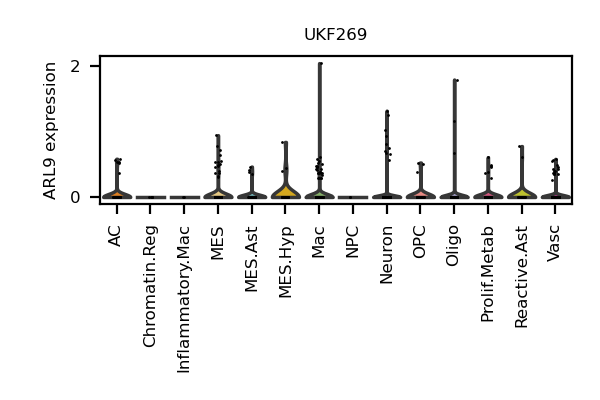 UKF269
ARL9 expression
2
0
AC
Chromatin.Reg
Inflammatory.Mac
MES
MES.Ast
MES.Hyp
Mac
NPC
Neuron
OPC
Oligo
Prolif.Metab
Reactive.Ast
Vasc